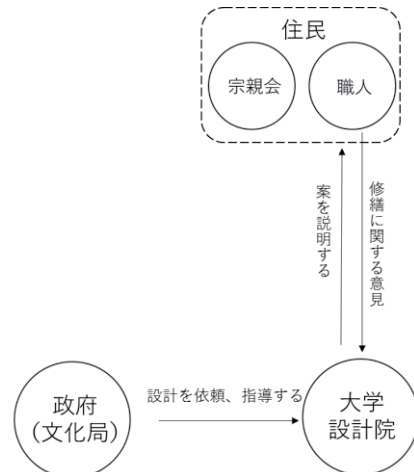 住民
宗親会
職人
案を説明する
修繕に関する意見
設計を依頼、指導する
政府
（文化局）
大学
設計院